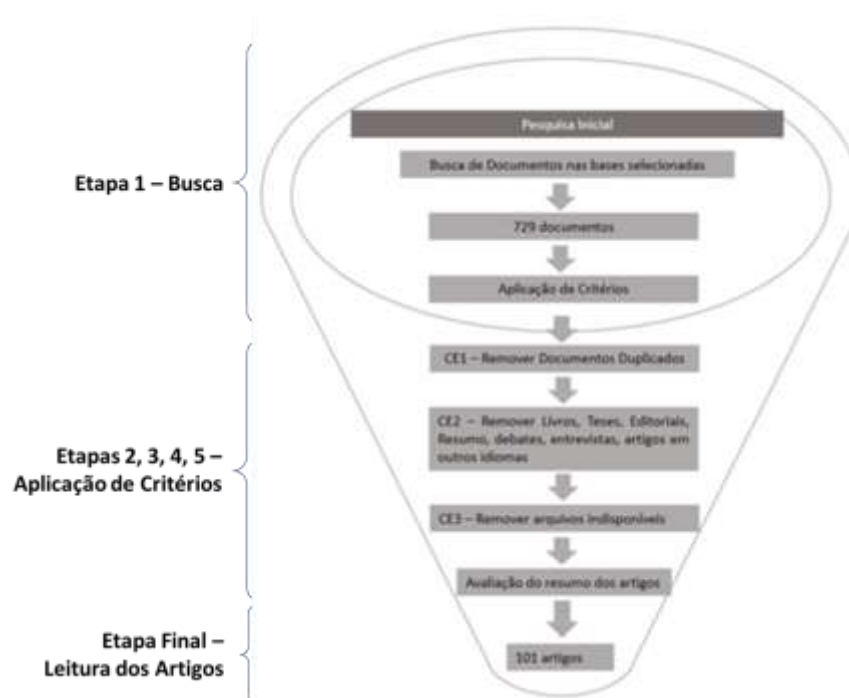 Pesquisa Inicial
Etapa 1 – Busca
Busca de Documentos nas bases selecionadas
729 documentos
Aplicação de Critérios
Etapas 2, 3, 4, 5 –
Aplicação de Critérios
CE1 – Remover Documentos Duplicados
CE2 – Remover Livros, Teses, Editoriais,
Resumo, debates, entrevistas, artigos em
outros idiomas
CE3 – Remover arquivos indisponíveis
Avaliação do resumo dos artigos
Etapa Final –
Leitura dos Artigos
101 artigos